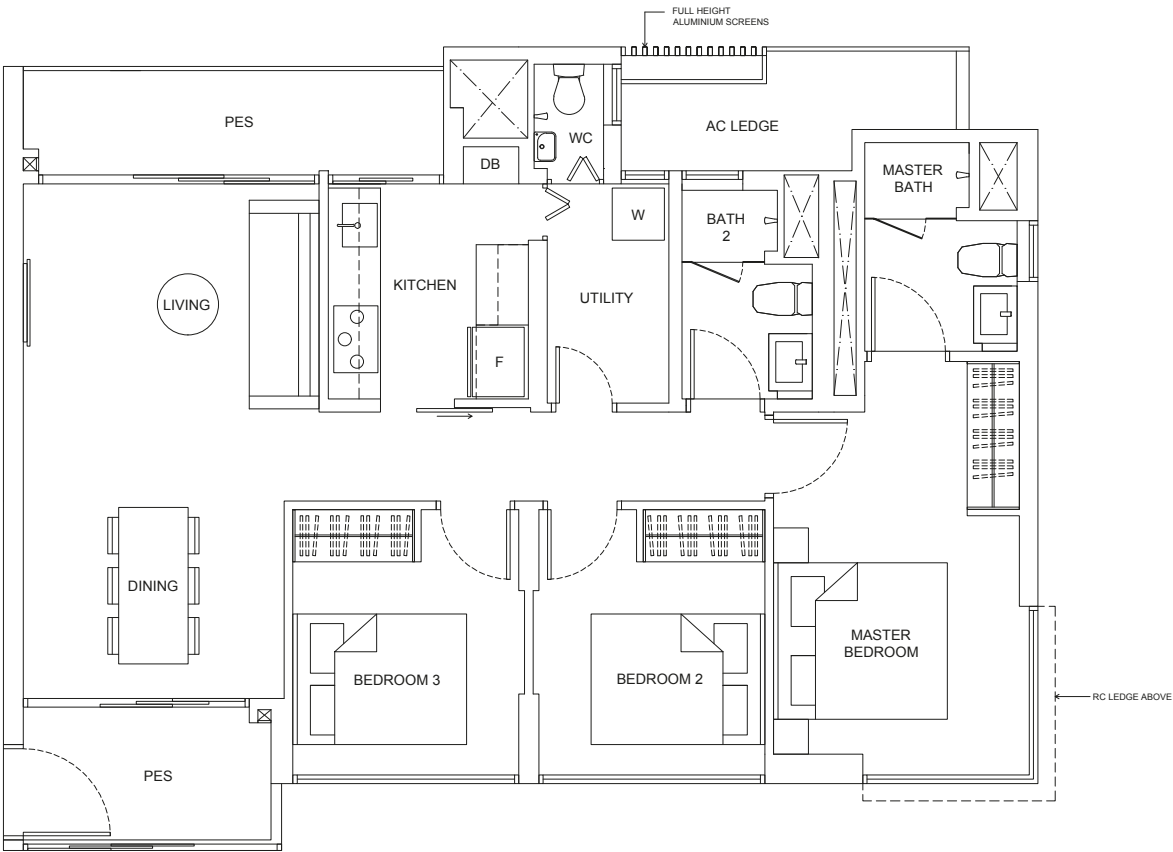 FULL HEIGHT
ALUMINIUM SCREENS
PES
DB
WC
AC LEDGE
MASTER
BATH
BATH
2
W
LIVING
KITCHEN
UTILITY
F
DINING
BEDROOM 3
BEDROOM 2
MASTER
BEDROOM
RC LEDGE ABOVE
PES